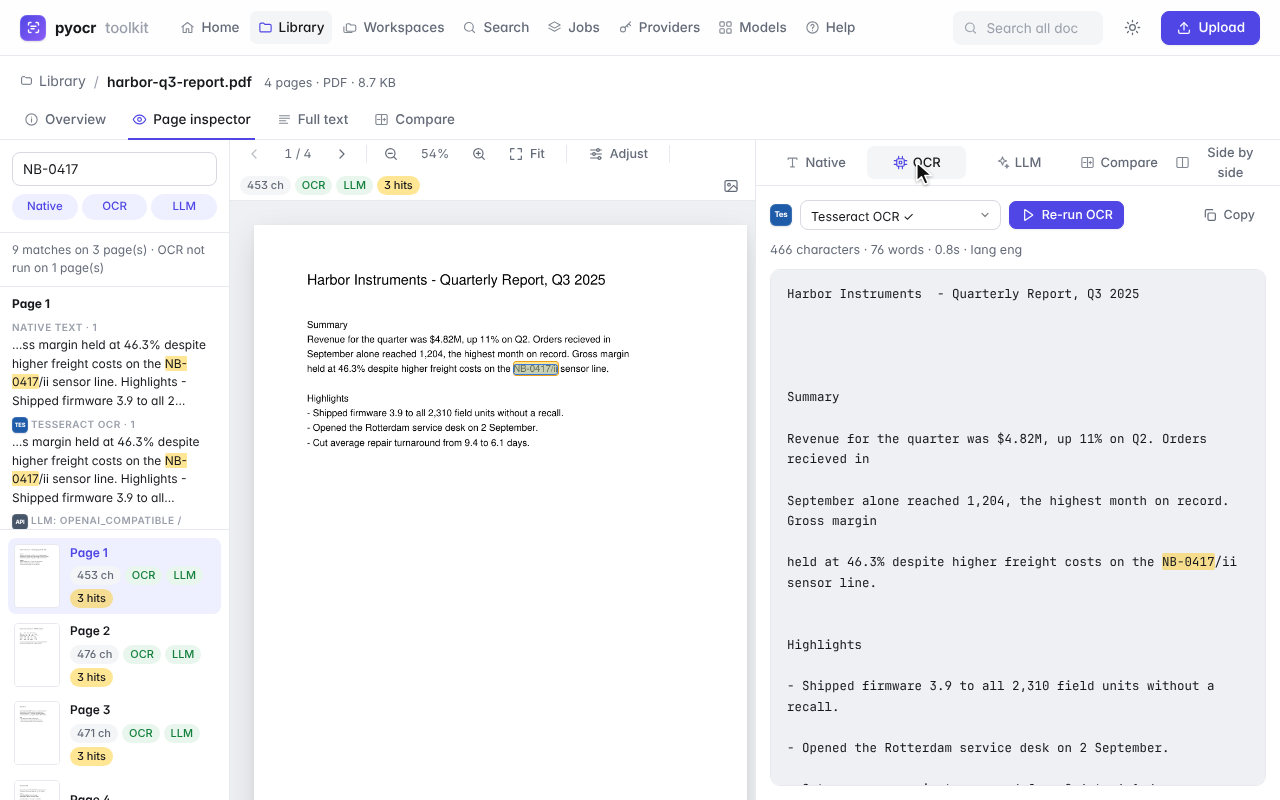 pyocr toolkit Home Library Workspaces Search Jobs Providers Models Help Search all doc Upload
Library / harbor-q3-report.pdf 4 pages · PDF · 8.7 KB
Overview Page inspector Full text Compare
NB-0417
Native OCR LLM
9 matches on 3 page(s) · OCR not
run on 1 page(s)
Page 1
NATIVE TEXT · 1
...ss margin held at 46.3% despite
higher freight costs on the NB-
0417/ii sensor line. Highlights -
Shipped firmware 3.9 to all 2...
TES TESSERACT OCR · 1
...s margin held at 46.3% despite
higher freight costs on the NB-
0417/ii sensor line. Highlights -
Shipped firmware 3.9 to all...
API LLM: OPENAI_COMPATIBLE /
Page 1
453 ch OCR LLM
3 hits
Page 2
476 ch OCR LLM
3 hits
Page 3
471 ch OCR LLM
3 hits
Page 4
1 / 4 54% Fit Adjust
453 ch OCR LLM 3 hits
Harbor Instruments - Quarterly Report, Q3 2025
Summary
Revenue for the quarter was $4.82M, up 11% on Q2. Orders recieved in
September alone reached 1,204, the highest month on record. Gross margin
held at 46.3% despite higher freight costs on the NB-0417/ii sensor line.
Highlights
- Shipped firmware 3.9 to all 2,310 field units without a recall.
- Opened the Rotterdam service desk on 2 September.
- Cut average repair turnaround from 9.4 to 6.1 days.
Native OCR LLM Compare Side by
side
Tes Tesseract OCR ✓ Re-run OCR Copy
466 characters · 76 words · 0.8s · lang eng
Harbor Instruments  - Quarterly Report, Q3 2025
Summary
Revenue for the quarter was $4.82M, up 11% on Q2. Orders
recieved in
September alone reached 1,204, the highest month on record.
Gross margin
held at 46.3% despite higher freight costs on the NB-0417/ii
sensor line.
Highlights
- Shipped firmware 3.9 to all 2,310 field units without a
recall.
- Opened the Rotterdam service desk on 2 September.